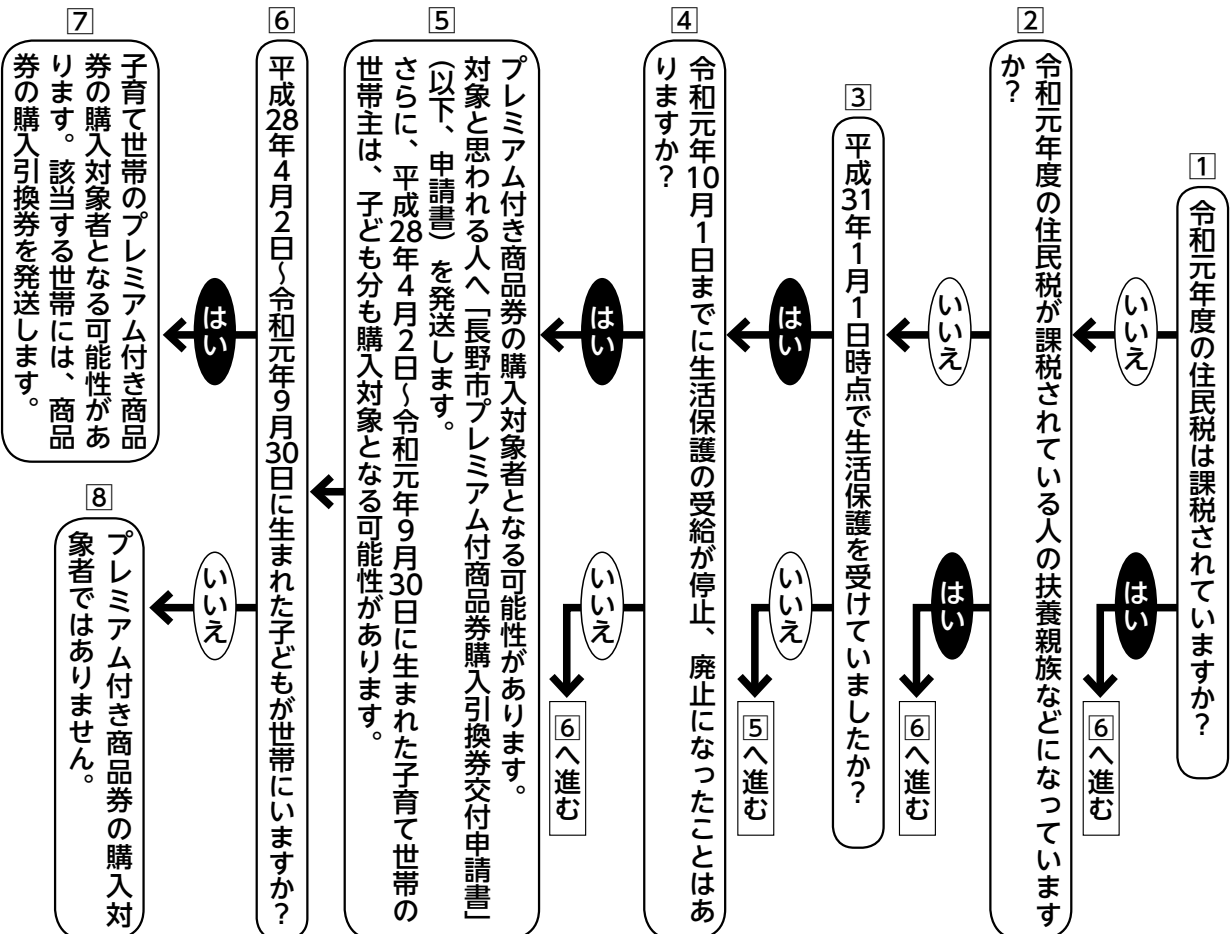 1
令和元年度の住民税は課税されていますか？
いいえ
はい
6へ進む
2
令和元年度の住民税が課税されている人の扶養親族などになっています
か？
いいえ
はい
6へ進む
3
平成31年1月1日時点で生活保護を受けていましたか？
はい
いいえ
5へ進む
4
令和元年10月1日までに生活保護の受給が停止、廃止になったことはあ
りますか？
はい
いいえ
6へ進む
5
プレミアム付き商品券の購入対象者となる可能性があります。
対象と思われる人へ「長野市プレミアム付商品券購入引換券交付申請書」
（以下、申請書）を発送します。
さらに、平成28年4月2日～令和元年9月30日に生まれた子育て世帯の
世帯主は、子ども分も購入対象となる可能性があります。
6
平成28年4月2日～令和元年9月30日に生まれた子どもが世帯にいますか？
はい
いいえ
7
子育て世帯のプレミアム付き商品
券の購入対象者となる可能性があ
ります。該当する世帯には、商品
券の購入引換券を発送します。
8
プレミアム付き商品券の購入対
象者ではありません。